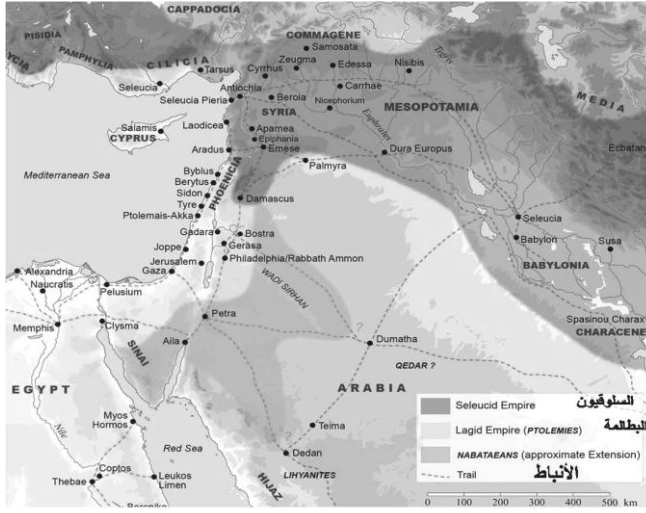 CAPPADOCIA
PISIDIA
COMMAGENE
Samosata
PAMPHYLIA
CILICIA
Tarsus
Zeugma
Edessa
Nisibis
Tigris
LYCIA
Cyrrhus
Seleucia
Antiochia
Carrhae
MEDIA
Seleucia Pieria
Beroia
Nicephorium
MESOPOTAMIA
SYRIA
Laodicea
Apamea
Epiphania
Euphrates
Salamis
CYPRUS
Aradus
Emese
Dura Europus
Ecbatan
Palmyra
Mediterranean Sea
Byblus
Berytus
PHOENICIA
Sidon
Damascus
Tyre
Ptolemais-Akka
Seleucia
Gadara
Bostra
Babylon
Susa
Joppe
Gerasa
Jerusalem
Philadelphia/Rabbath Ammon
BABYLONIA
Alexandria
Gaza
Naucratis
Pelusium
WADI SIRHAN
Spasinou Charax
Petra
CHARACENE
Memphis
Clysma
Aila
?
Dumatha
SINAI
QEDAR ?
EGYPT
ARABIA
Seleucid Empire السلوقيون
Myos
Hormos
Teima
Lagid Empire (PTOLEMIES) البطالمة
Nile
Red Sea
?
Dedan
NABATAEANS (approximate Extension)
Coptos
LIHYANITES
Trail الأنباط
Thebae
Leukos
Limen
HIJAZ
0 100 200 300 400 500 km
Berenike